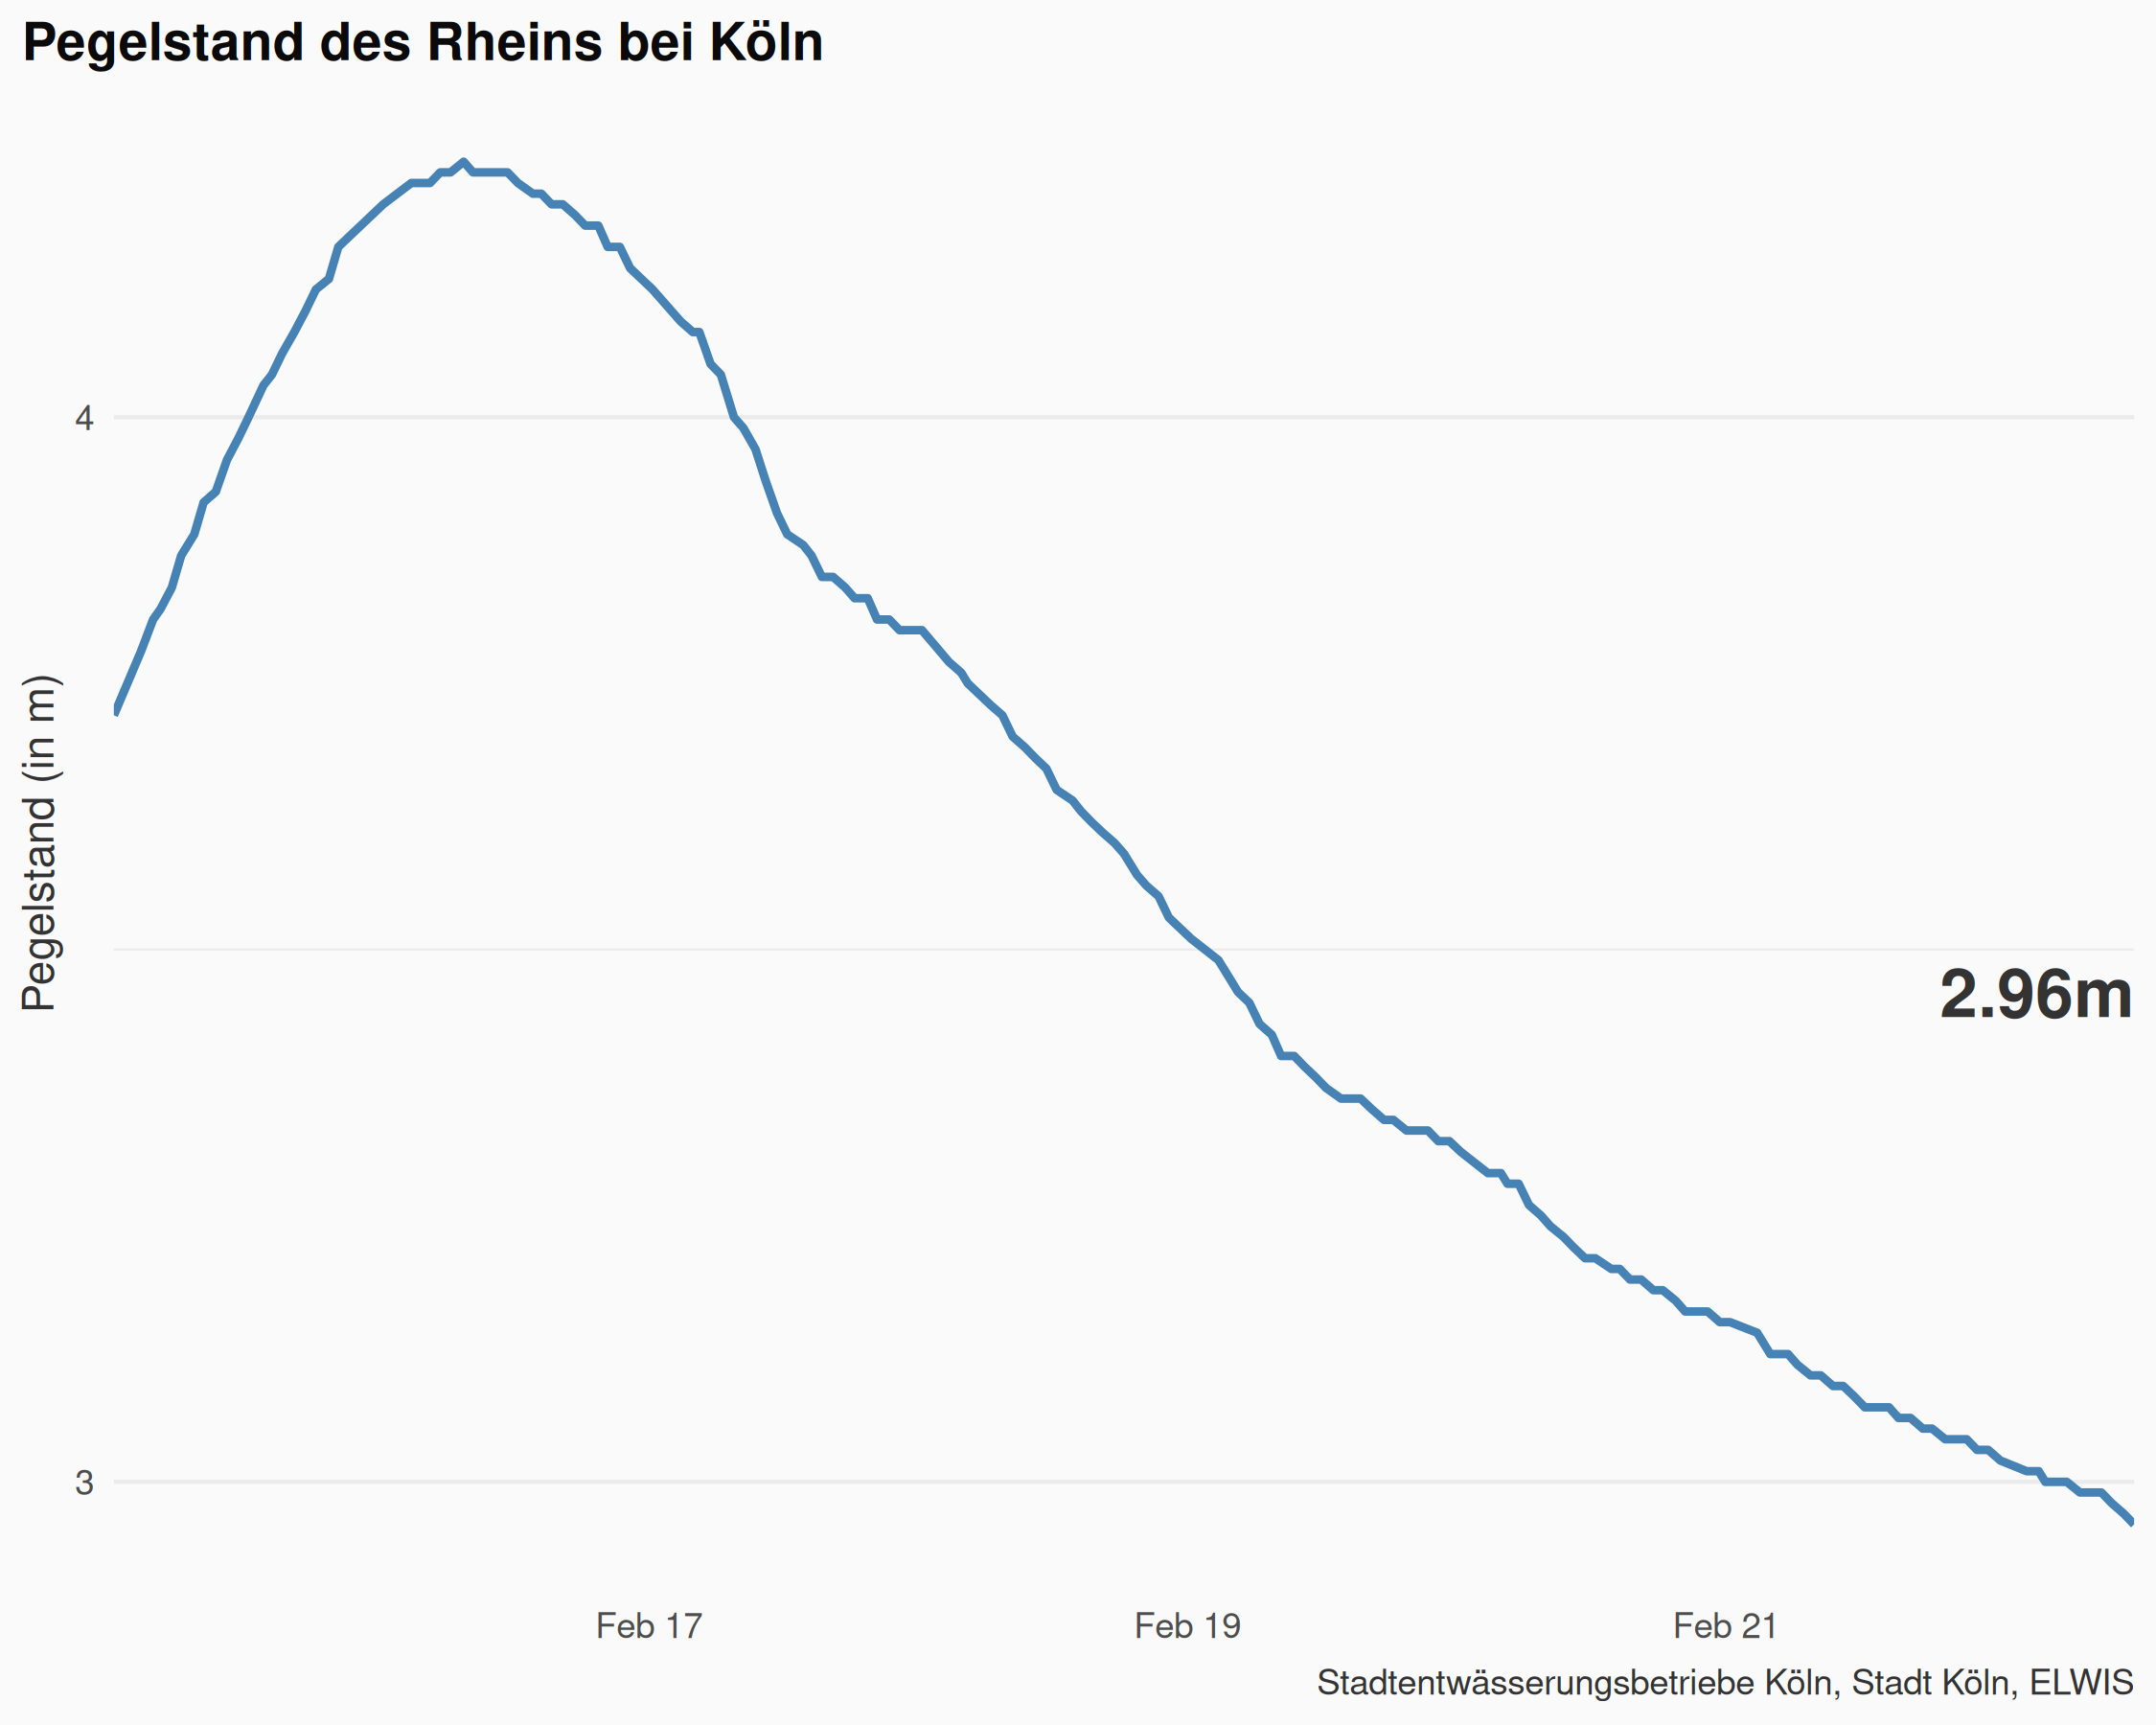 Pegelstand des Rheins bei Köln
Pegelstand (in m)
4
3
2.96m
Feb 17
Feb 19
Feb 21
Stadtentwässerungsbetriebe Köln, Stadt Köln, ELWIS